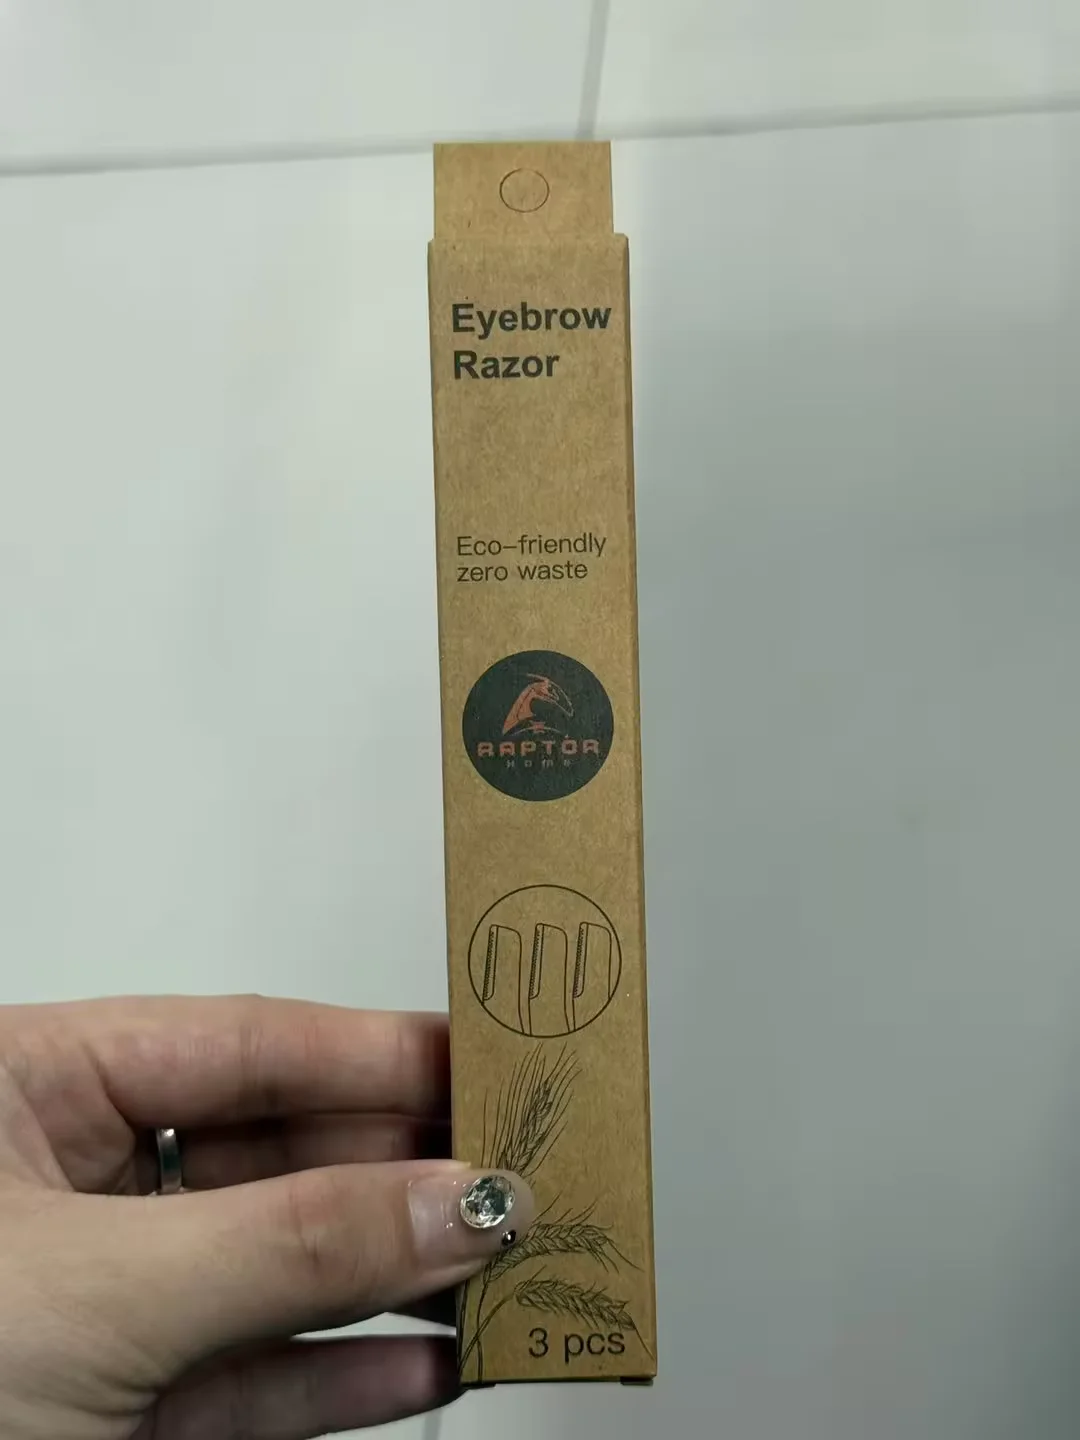 Eyebrow
Razor
Eco-friendly
zero waste
RAPTOR
HOME
3 pcs